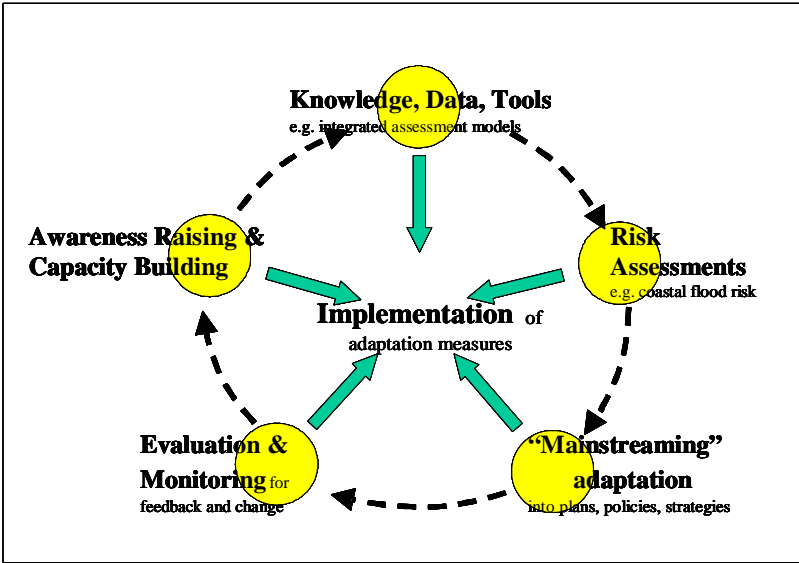 Knowledge, Data, Tools
e.g. integrated assessment models
Risk
Assessments
e.g. coastal flood risk
“Mainstreaming”
adaptation
into plans, policies, strategies
Evaluation &
Monitoring for
feedback and change
Awareness Raising &
Capacity Building
Implementation of
adaptation measures